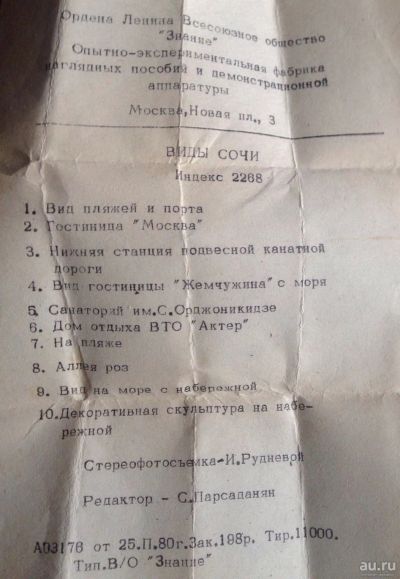 Ордена Ленина Всесоюзное общество
"Знание"
Опытно-экспериментальная фабрика
наглядных пособий и демонстрационной
аппаратуры
Москва, Новая пл., 3
ВИДЫ СОЧИ
Индекс 2268
1. Вид пляжей и порта
2. Гостиница "Москва"
3. Нижняя станция подвесной канатной
дороги
4. Вид гостиницы "Жемчужина" с моря
5. Санаторий им.С.Орджоникидзе
6. Дом отдыха ВТО "Актер"
7. На пляже
8. Аллея роз
9. Вид на море с набережной
10. Декоративная скульптура на набе-
режной
Стереофотосъемка-И.Рудневой
Редактор - С.Парсаданян
А03176 от 25.П.80г.Зак.198р. Тир.11000.
Тип.В/О "Знание"
au.ru